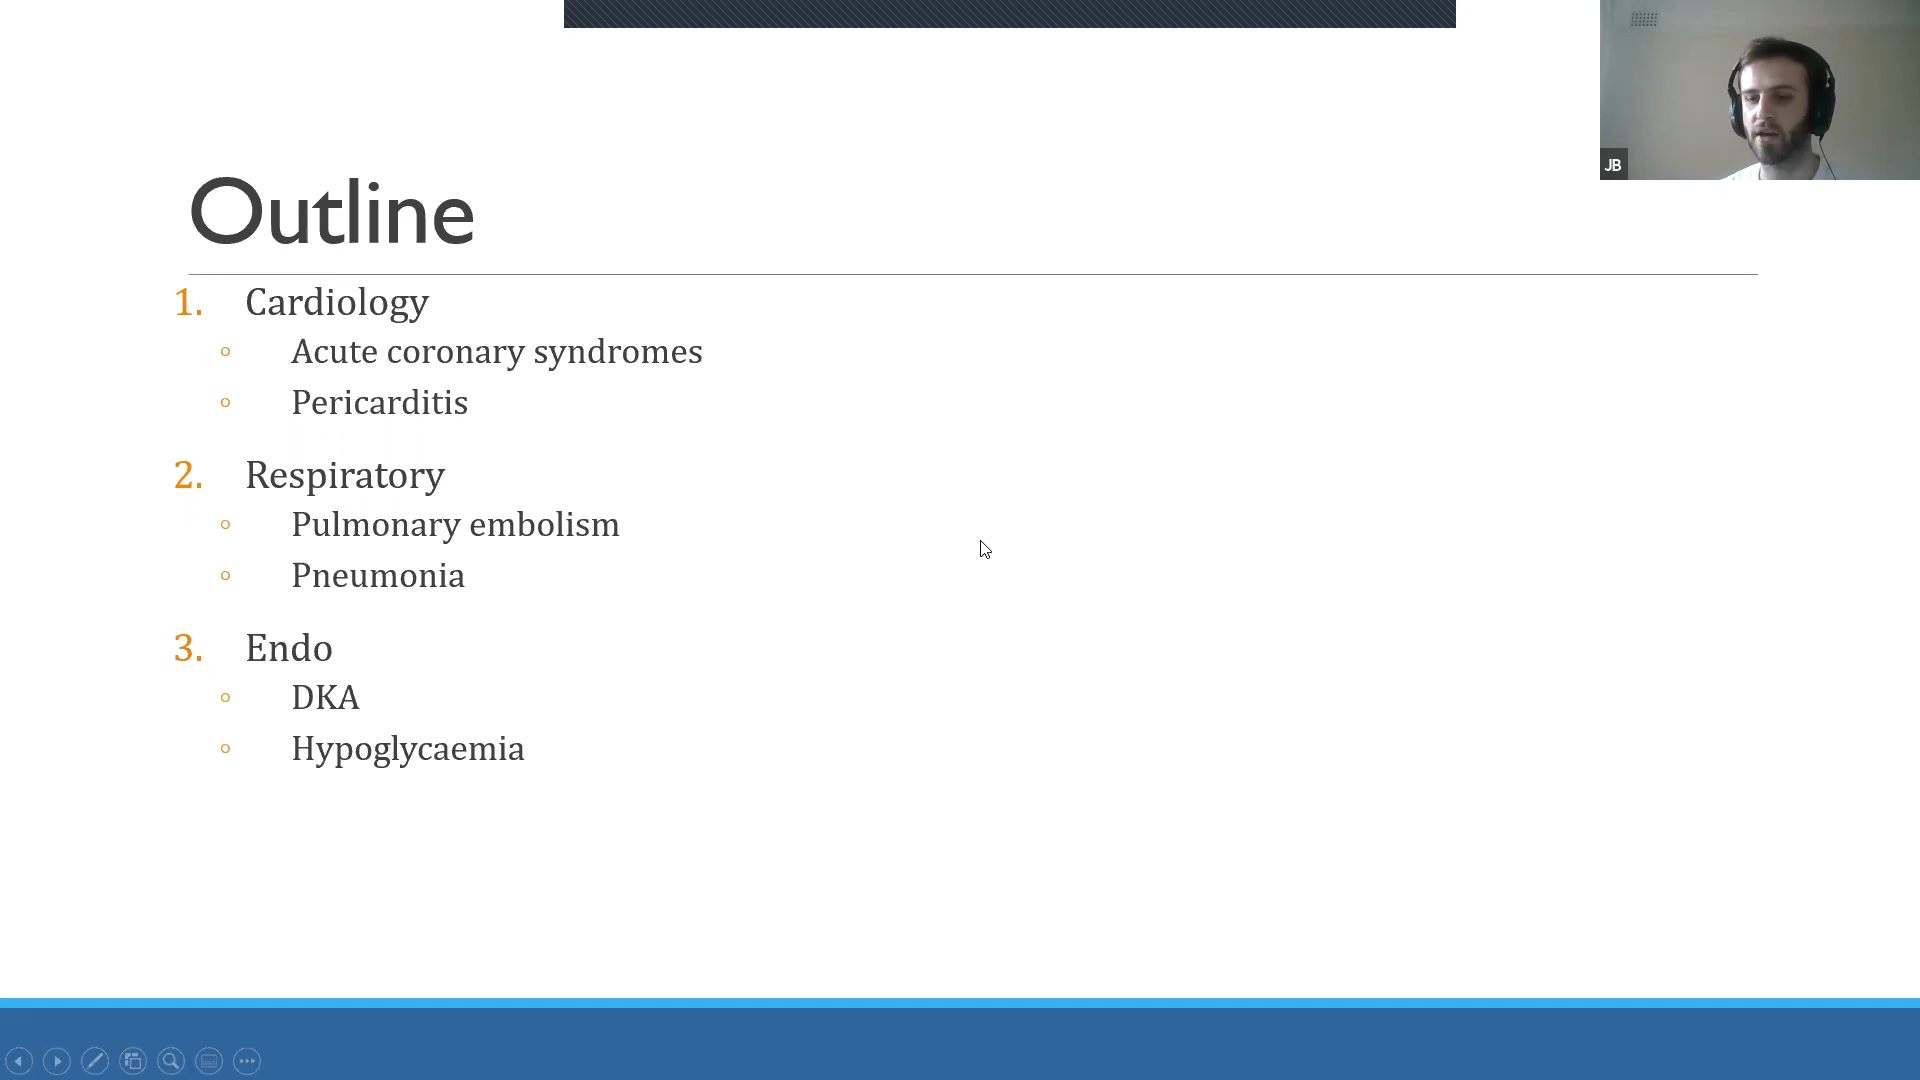 JB
Outline
1. Cardiology
Acute coronary syndromes
Pericarditis
2. Respiratory
Pulmonary embolism
Pneumonia
3. Endo
DKA
Hypoglycaemia